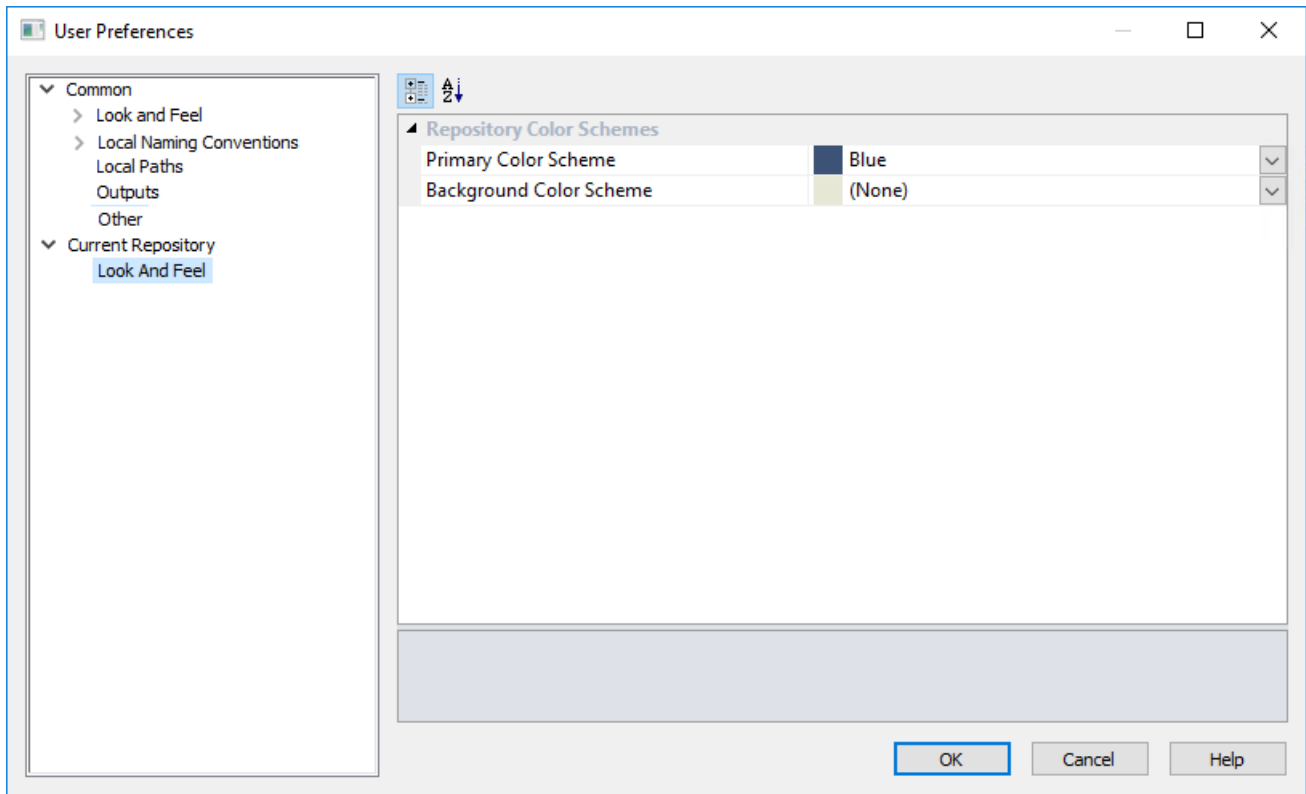 User Preferences
Common
Look and Feel
Local Naming Conventions
Local Paths
Outputs
Other
Current Repository
Look And Feel
Repository Color Schemes
Primary Color Scheme Blue
Background Color Scheme (None)
OK Cancel Help